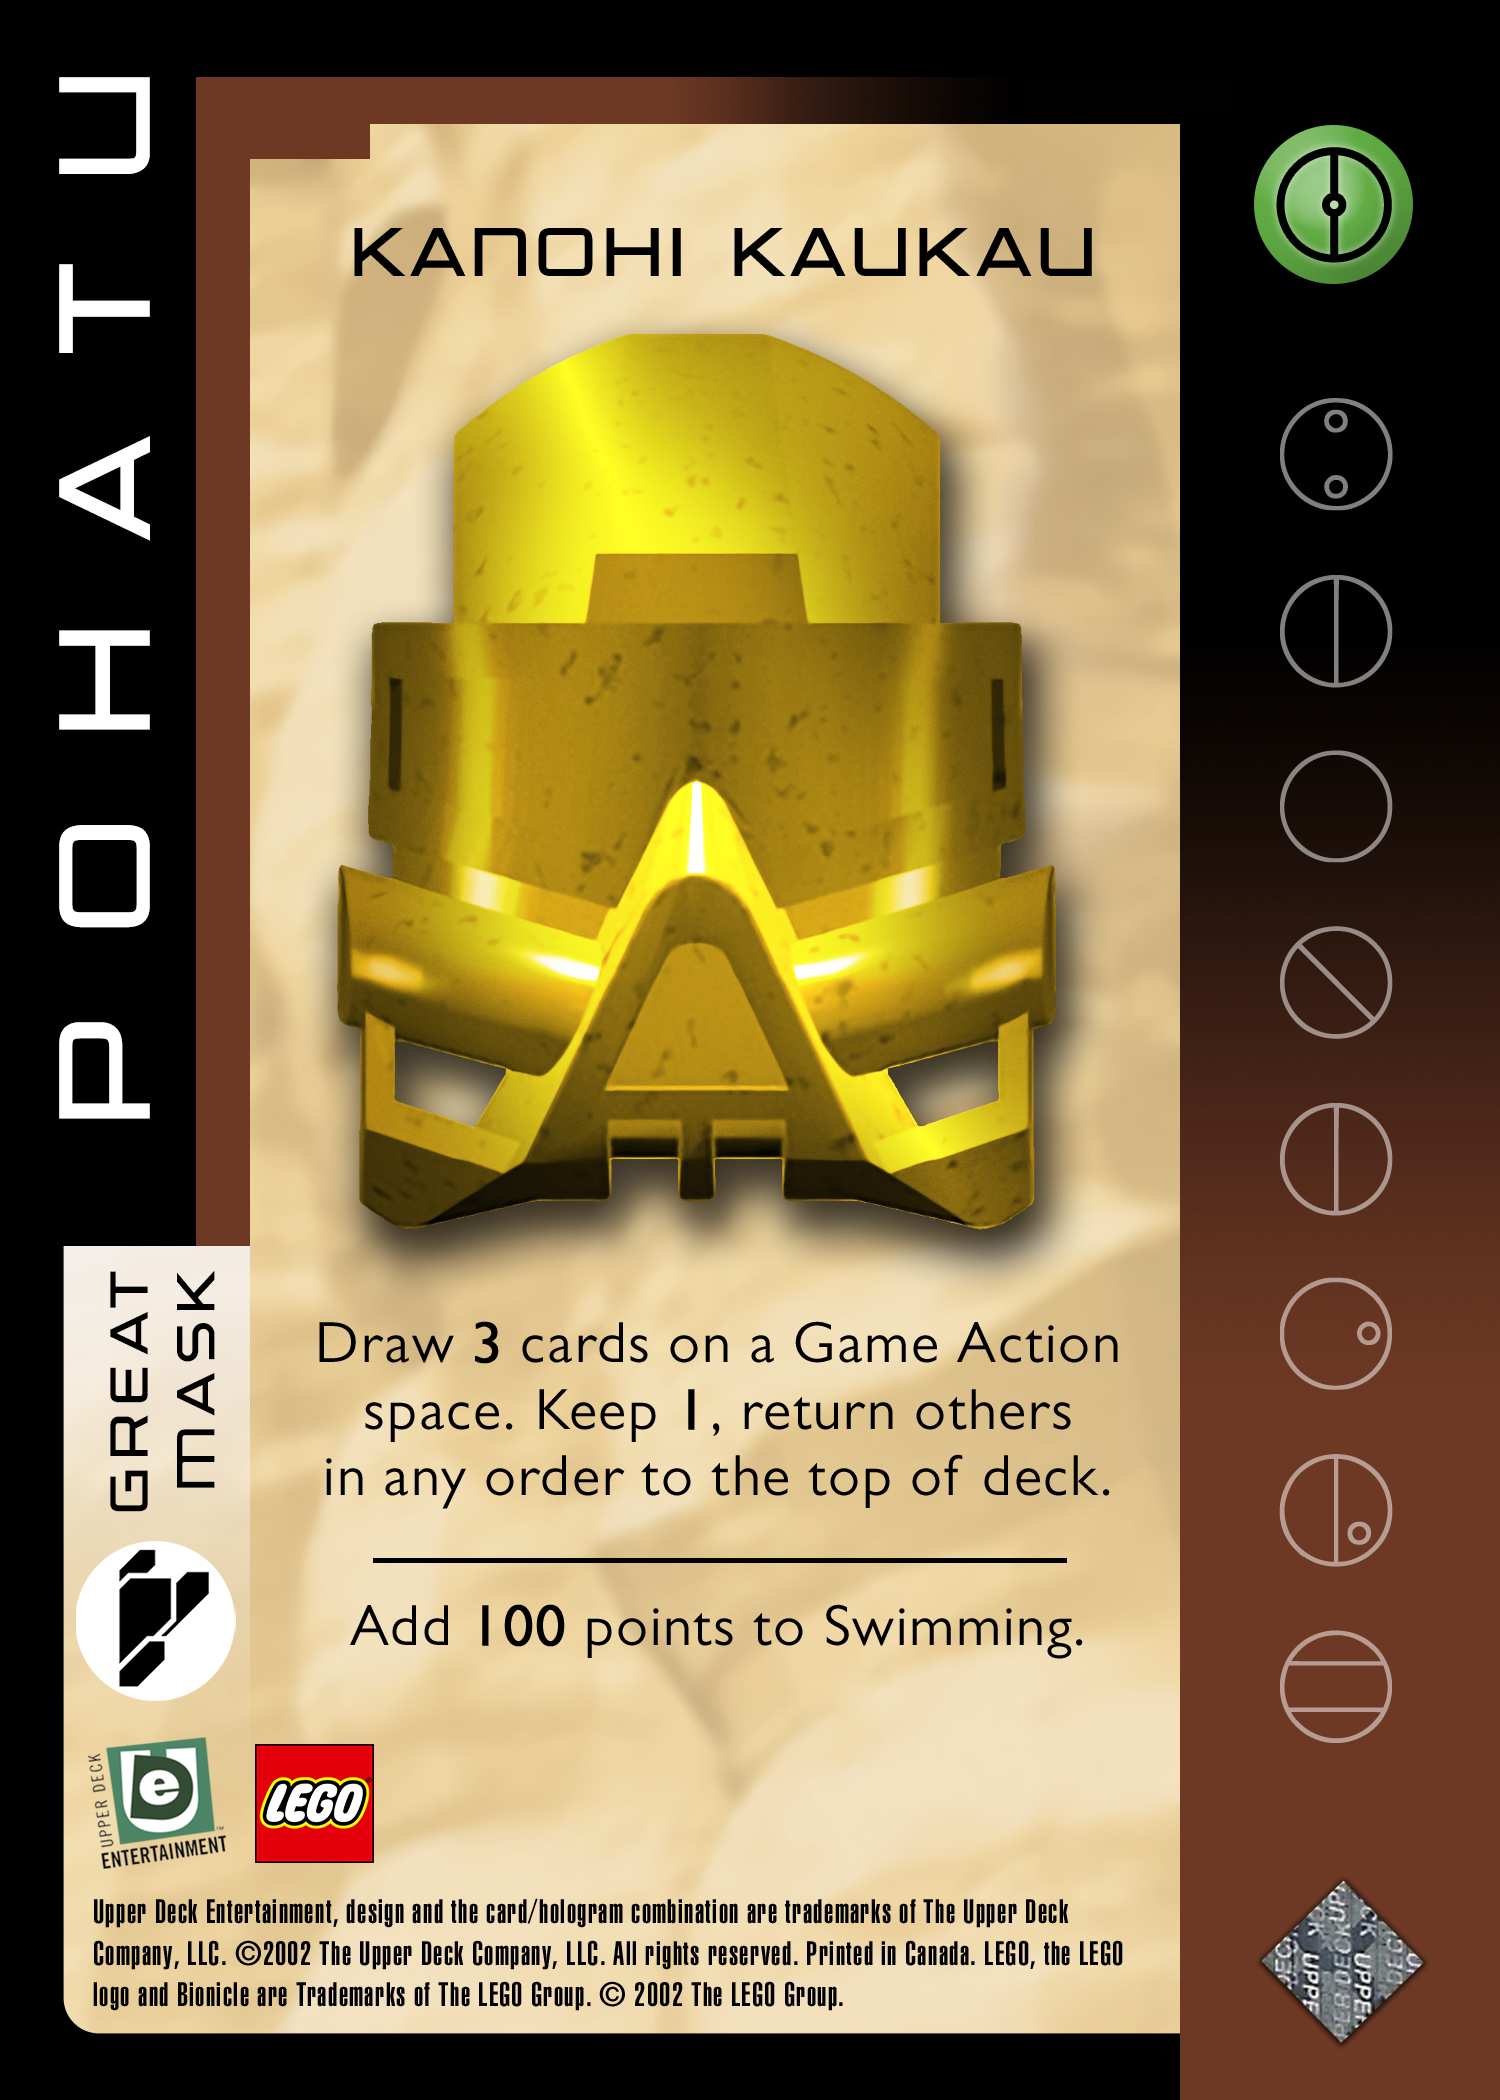 POHATU
KANOHI KAUKAU
GREAT
MASK
Draw 3 cards on a Game Action
space. Keep 1, return others
in any order to the top of deck.
Add 100 points to Swimming.
UPPER DECK
e
ENTERTAINMENT™
LEGO
Upper Deck Entertainment, design and the card/hologram combination are trademarks of The Upper Deck
Company, LLC. ©2002 The Upper Deck Company, LLC. All rights reserved. Printed in Canada. LEGO, the LEGO
logo and Bionicle are Trademarks of The LEGO Group. © 2002 The LEGO Group.